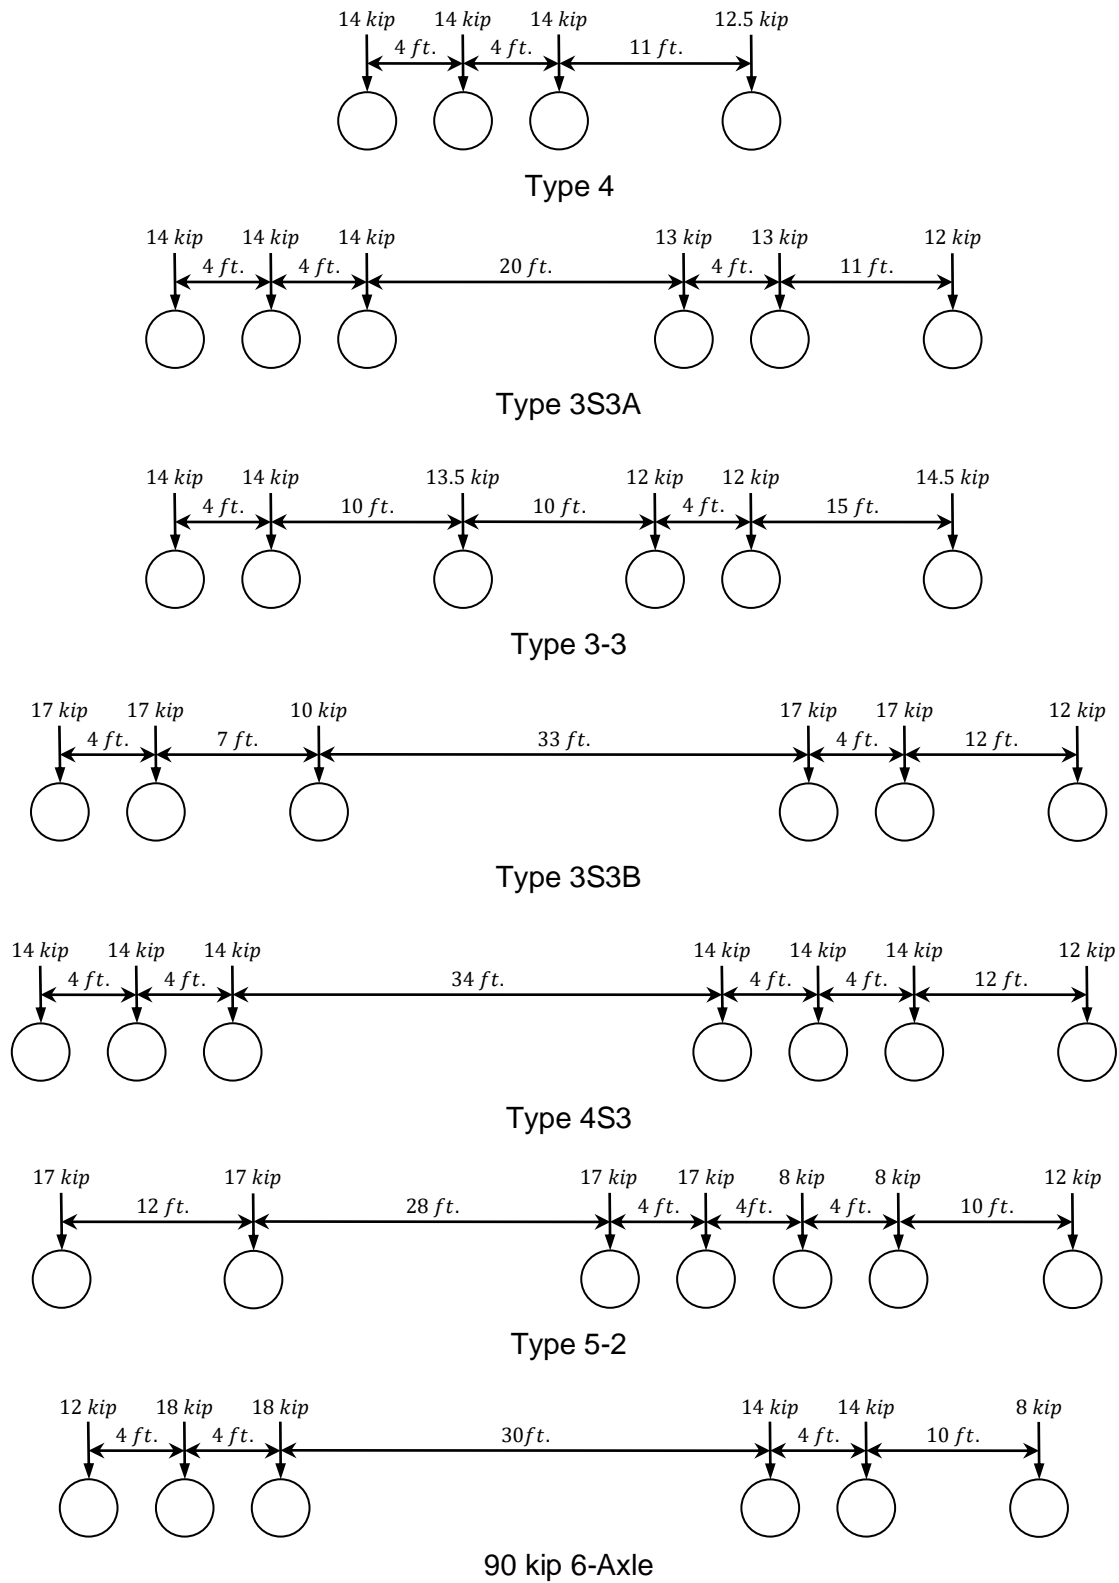 14 kip 14 kip 14 kip 12.5 kip
4 ft. 4 ft. 11 ft.
Type 4
14 kip 14 kip 14 kip 13 kip 13 kip 12 kip
4 ft. 4 ft. 20 ft. 4 ft. 11 ft.
Type 3S3A
14 kip 14 kip 13.5 kip 12 kip 12 kip 14.5 kip
4 ft. 10 ft. 10 ft. 4 ft. 15 ft.
Type 3-3
17 kip 17 kip 10 kip 17 kip 17 kip 12 kip
4 ft. 7 ft. 33 ft. 4 ft. 12 ft.
Type 3S3B
14 kip 14 kip 14 kip 14 kip 14 kip 14 kip 12 kip
4 ft. 4 ft. 34 ft. 4 ft. 4 ft. 12 ft.
Type 4S3
17 kip 17 kip 17 kip 17 kip 8 kip 8 kip 12 kip
12 ft. 28 ft. 4 ft. 4ft. 4 ft. 10 ft.
Type 5-2
12 kip 18 kip 18 kip 14 kip 14 kip 8 kip
4 ft. 4 ft. 30ft. 4 ft. 10 ft.
90 kip 6-Axle